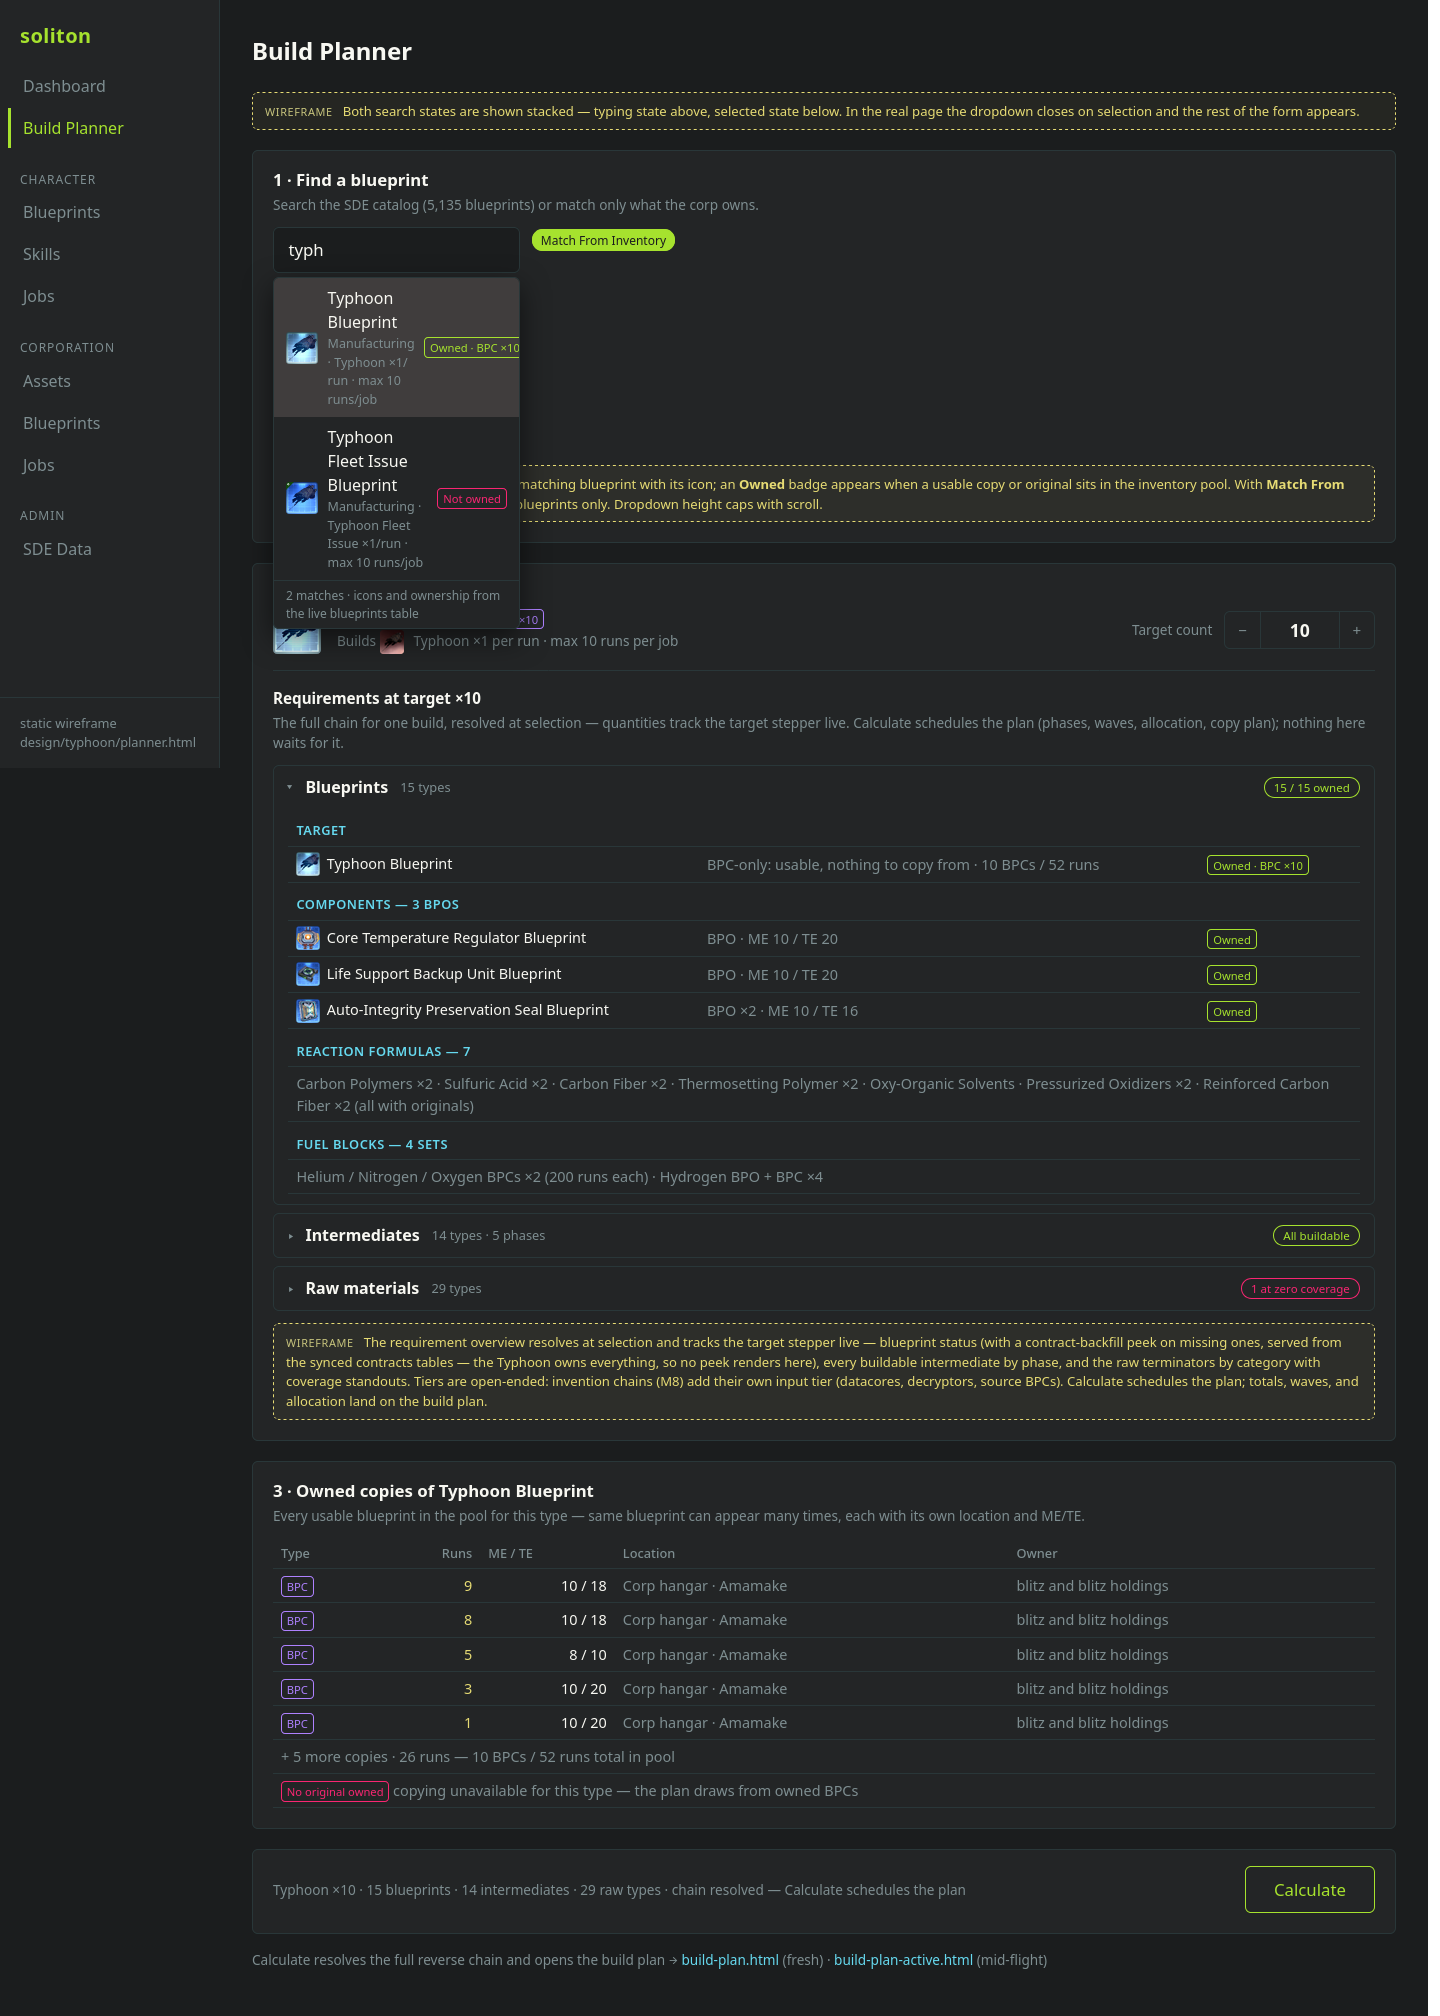 soliton
Dashboard
Build Planner
CHARACTER
Blueprints
Skills
Jobs
CORPORATION
Assets
Blueprints
Jobs
ADMIN
SDE Data
static wireframe
design/typhoon/planner.html
Build Planner
WIREFRAME Both search states are shown stacked — typing state above, selected state below. In the real page the dropdown closes on selection and the rest of the form appears.
1 · Find a blueprint
Search the SDE catalog (5,135 blueprints) or match only what the corp owns.
typh
Match From Inventory
Typhoon
Blueprint
Manufacturing
· Typhoon ×1/
run · max 10
runs/job
Owned · BPC ×10
Typhoon
Fleet Issue
Blueprint
Manufacturing ·
Typhoon Fleet
Issue ×1/run ·
max 10 runs/job
Not owned
2 matches · icons and ownership from
the live blueprints table
matching blueprint with its icon; an Owned badge appears when a usable copy or original sits in the inventory pool. With Match From
blueprints only. Dropdown height caps with scroll.
×10
Builds Typhoon ×1 per run · max 10 runs per job
Target count − 10 +
Requirements at target ×10
The full chain for one build, resolved at selection — quantities track the target stepper live. Calculate schedules the plan (phases, waves, allocation, copy plan); nothing here
waits for it.
Blueprints 15 types 15 / 15 owned
TARGET
Typhoon Blueprint BPC-only: usable, nothing to copy from · 10 BPCs / 52 runs Owned · BPC ×10
COMPONENTS — 3 BPOS
Core Temperature Regulator Blueprint BPO · ME 10 / TE 20 Owned
Life Support Backup Unit Blueprint BPO · ME 10 / TE 20 Owned
Auto-Integrity Preservation Seal Blueprint BPO ×2 · ME 10 / TE 16 Owned
REACTION FORMULAS — 7
Carbon Polymers ×2 · Sulfuric Acid ×2 · Carbon Fiber ×2 · Thermosetting Polymer ×2 · Oxy-Organic Solvents · Pressurized Oxidizers ×2 · Reinforced Carbon
Fiber ×2 (all with originals)
FUEL BLOCKS — 4 SETS
Helium / Nitrogen / Oxygen BPCs ×2 (200 runs each) · Hydrogen BPO + BPC ×4
Intermediates 14 types · 5 phases All buildable
Raw materials 29 types 1 at zero coverage
WIREFRAME The requirement overview resolves at selection and tracks the target stepper live — blueprint status (with a contract-backfill peek on missing ones, served from
the synced contracts tables — the Typhoon owns everything, so no peek renders here), every buildable intermediate by phase, and the raw terminators by category with
coverage standouts. Tiers are open-ended: invention chains (M8) add their own input tier (datacores, decryptors, source BPCs). Calculate schedules the plan; totals, waves, and
allocation land on the build plan.
3 · Owned copies of Typhoon Blueprint
Every usable blueprint in the pool for this type — same blueprint can appear many times, each with its own location and ME/TE.
Type Runs ME / TE Location Owner
BPC 9 10 / 18 Corp hangar · Amamake blitz and blitz holdings
BPC 8 10 / 18 Corp hangar · Amamake blitz and blitz holdings
BPC 5 8 / 10 Corp hangar · Amamake blitz and blitz holdings
BPC 3 10 / 20 Corp hangar · Amamake blitz and blitz holdings
BPC 1 10 / 20 Corp hangar · Amamake blitz and blitz holdings
+ 5 more copies · 26 runs — 10 BPCs / 52 runs total in pool
No original owned copying unavailable for this type — the plan draws from owned BPCs
Typhoon ×10 · 15 blueprints · 14 intermediates · 29 raw types · chain resolved — Calculate schedules the plan
Calculate
Calculate resolves the full reverse chain and opens the build plan → build-plan.html (fresh) · build-plan-active.html (mid-flight)